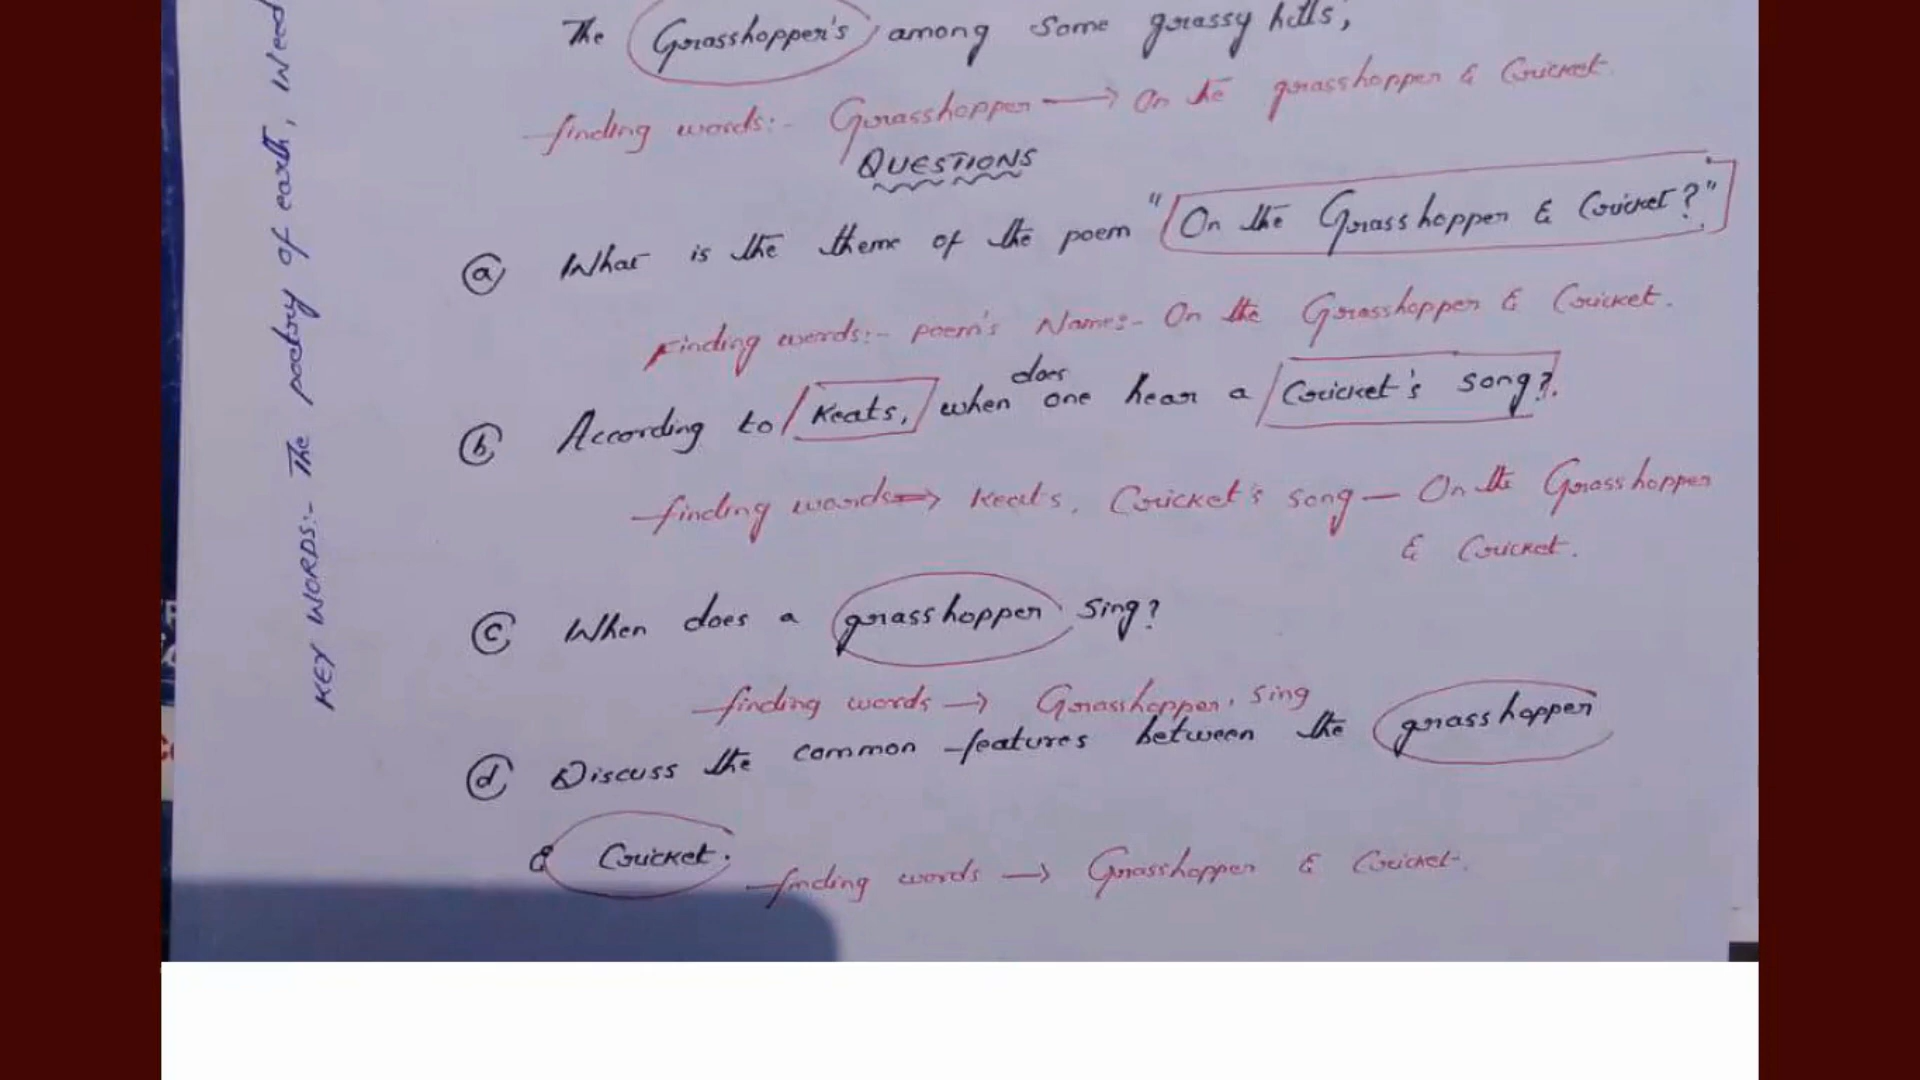 The Grasshopper's among some grassy hills,
finding words:- Grasshopper → On the grasshopper & Cricket.
QUESTIONS
(a) What is the theme of the poem "On the Grasshopper & Cricket?"
Finding words:- poem's Name:- On the Grasshopper & Cricket.
does
(b) According to Keats, when one hear a Cricket's song?
finding words → Keats, Cricket's song — On the Grasshopper
& Cricket.
(c) When does a grasshopper sing?
finding words → Grasshopper, sing
(d) Discuss the common features between the grasshopper
& Cricket.
finding words → Grasshopper & Cricket.
KEY WORDS:- The poetry of earth, Weed